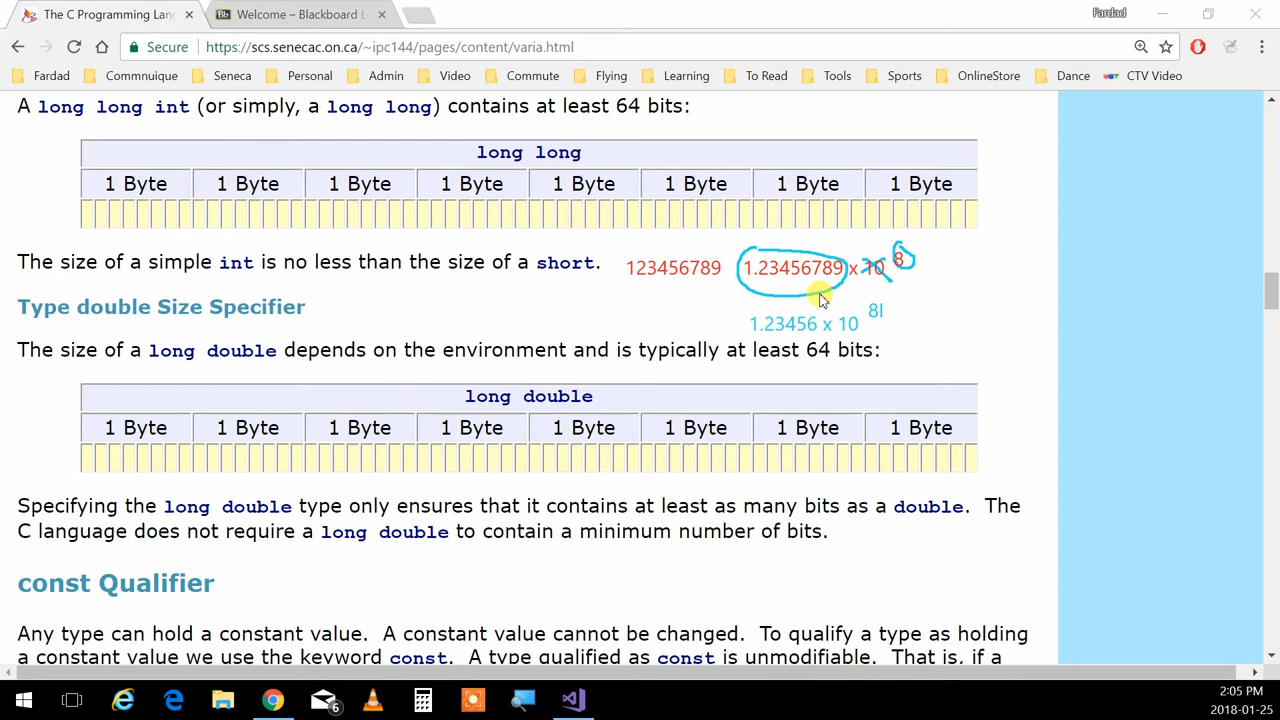 The C Programming Lan
Welcome – Blackboard L
Fardad
Secure
https://scs.senecac.on.ca/~ipc144/pages/content/varia.html
Fardad Commnuique Seneca Personal Admin Video Commute Flying Learning To Read Tools Sports OnlineStore Dance CTV Video
A long long int (or simply, a long long) contains at least 64 bits:
long long
1 Byte 1 Byte 1 Byte 1 Byte 1 Byte 1 Byte 1 Byte 1 Byte
The size of a simple int is no less than the size of a short. 123456789 1.23456789 x 10 8
Type double Size Specifier
1.23456 x 10 8I
The size of a long double depends on the environment and is typically at least 64 bits:
long double
1 Byte 1 Byte 1 Byte 1 Byte 1 Byte 1 Byte 1 Byte 1 Byte
Specifying the long double type only ensures that it contains at least as many bits as a double. The
C language does not require a long double to contain a minimum number of bits.
const Qualifier
Any type can hold a constant value. A constant value cannot be changed. To qualify a type as holding
a constant value we use the keyword const. A type qualified as const is unmodifiable. That is, if a
6
2:05 PM
2018-01-25